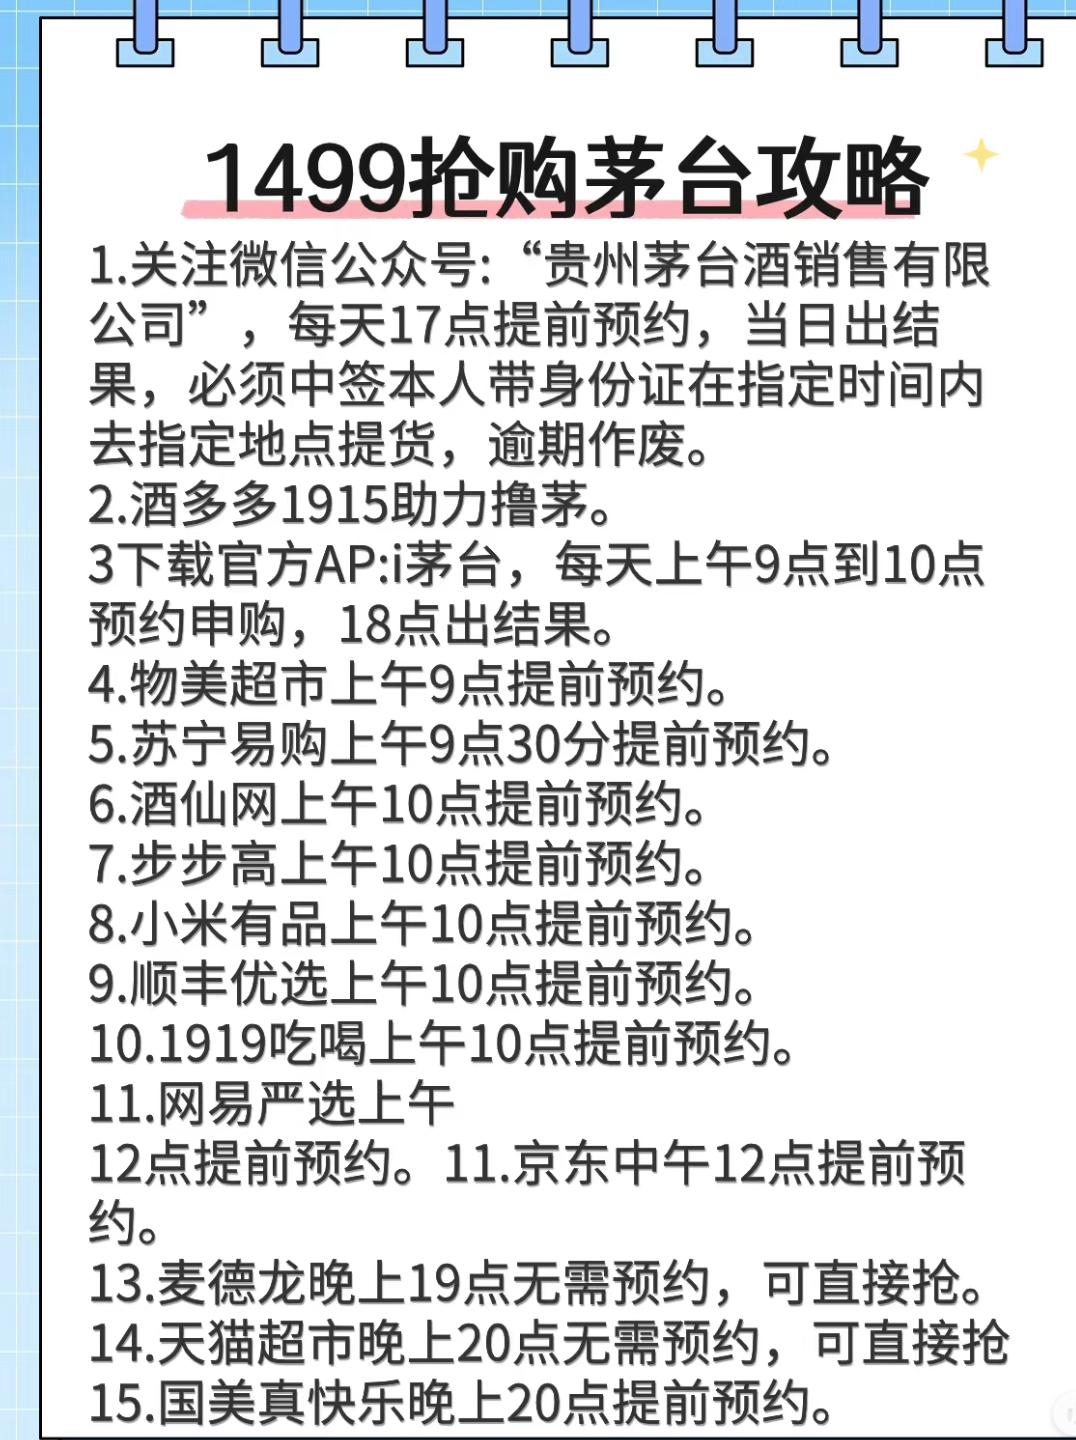 1499抢购茅台攻略
1.关注微信公众号:“贵州茅台酒销售有限
公司”，每天17点提前预约，当日出结
果，必须中签本人带身份证在指定时间内
去指定地点提货，逾期作废。
2.酒多多1915助力撸茅。
3下载官方AP:i茅台，每天上午9点到10点
预约申购，18点出结果。
4.物美超市上午9点提前预约。
5.苏宁易购上午9点30分提前预约。
6.酒仙网上午10点提前预约。
7.步步高上午10点提前预约。
8.小米有品上午10点提前预约。
9.顺丰优选上午10点提前预约。
10.1919吃喝上午10点提前预约。
11.网易严选上午
12点提前预约。11.京东中午12点提前预
约。
13.麦德龙晚上19点无需预约，可直接抢。
14.天猫超市晚上20点无需预约，可直接抢
15.国美真快乐晚上20点提前预约。